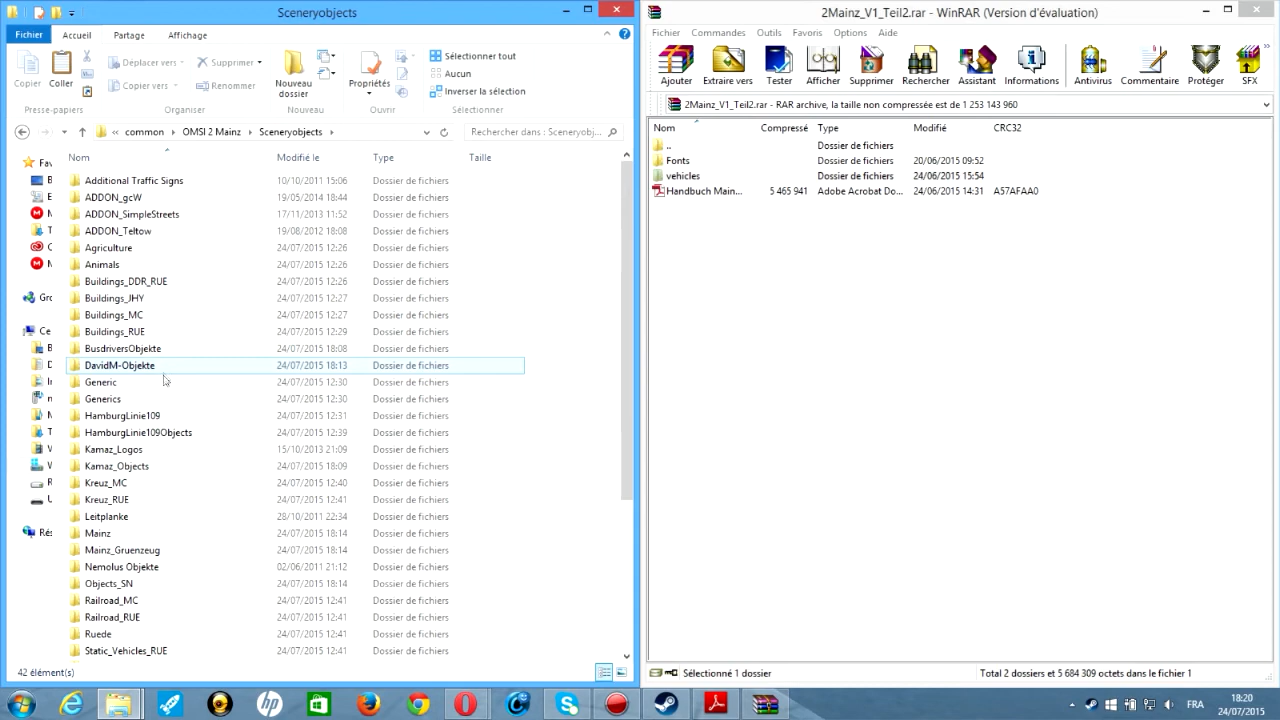 Sceneryobjects
Fichier
Accueil
Partage
Affichage
Copier
Coller
Déplacer vers
Copier vers
Supprimer
Renommer
Nouveau
dossier
Propriétés
Sélectionner tout
Aucun
Inverser la sélection
Presse-papiers
Organiser
Nouveau
Ouvrir
Sélectionner
« common OMSI 2 Mainz Sceneryobjects
Rechercher dans : Sceneryobj...
Nom Modifié le Type Taille
Additional Traffic Signs 10/10/2011 15:06 Dossier de fichiers
ADDON_gcW 19/05/2014 18:44 Dossier de fichiers
ADDON_SimpleStreets 17/11/2013 11:52 Dossier de fichiers
ADDON_Teltow 19/08/2012 18:08 Dossier de fichiers
Agriculture 24/07/2015 12:26 Dossier de fichiers
Animals 24/07/2015 12:26 Dossier de fichiers
Buildings_DDR_RUE 24/07/2015 12:26 Dossier de fichiers
Buildings_JHY 24/07/2015 12:27 Dossier de fichiers
Buildings_MC 24/07/2015 12:27 Dossier de fichiers
Buildings_RUE 24/07/2015 12:29 Dossier de fichiers
BusdriversObjekte 24/07/2015 18:08 Dossier de fichiers
DavidM-Objekte 24/07/2015 18:13 Dossier de fichiers
Generic 24/07/2015 12:30 Dossier de fichiers
Generics 24/07/2015 12:30 Dossier de fichiers
HamburgLinie109 24/07/2015 12:31 Dossier de fichiers
HamburgLinie109Objects 24/07/2015 12:39 Dossier de fichiers
Kamaz_Logos 15/10/2013 21:09 Dossier de fichiers
Kamaz_Objects 24/07/2015 18:09 Dossier de fichiers
Kreuz_MC 24/07/2015 12:40 Dossier de fichiers
Kreuz_RUE 24/07/2015 12:41 Dossier de fichiers
Leitplanke 28/10/2011 22:34 Dossier de fichiers
Mainz 24/07/2015 18:14 Dossier de fichiers
Mainz_Gruenzeug 24/07/2015 18:14 Dossier de fichiers
Nemolus Objekte 02/06/2011 21:12 Dossier de fichiers
Objects_SN 24/07/2015 18:14 Dossier de fichiers
Railroad_MC 24/07/2015 12:41 Dossier de fichiers
Railroad_RUE 24/07/2015 12:41 Dossier de fichiers
Ruede 24/07/2015 12:41 Dossier de fichiers
Static_Vehicles_RUE 24/07/2015 12:41 Dossier de fichiers
42 élément(s)
2Mainz_V1_Teil2.rar - WinRAR (Version d'évaluation)
Fichier Commandes Outils Favoris Options Aide
Ajouter Extraire vers Tester Afficher Supprimer Rechercher Assistant Informations Antivirus Commentaire Protéger SFX
2Mainz_V1_Teil2.rar - RAR archive, la taille non compressée est de 1 253 143 960
Nom Compressé Type Modifié CRC32
.. Dossier de fichiers
Fonts Dossier de fichiers 20/06/2015 09:52
vehicles Dossier de fichiers 24/06/2015 15:54
Handbuch Main... 5 465 941 Adobe Acrobat Do... 24/06/2015 14:31 A57AFAA0
Sélectionné 1 dossier
Total 2 dossiers et 5 684 309 octets dans le fichier 1
FRA
18:20
24/07/2015